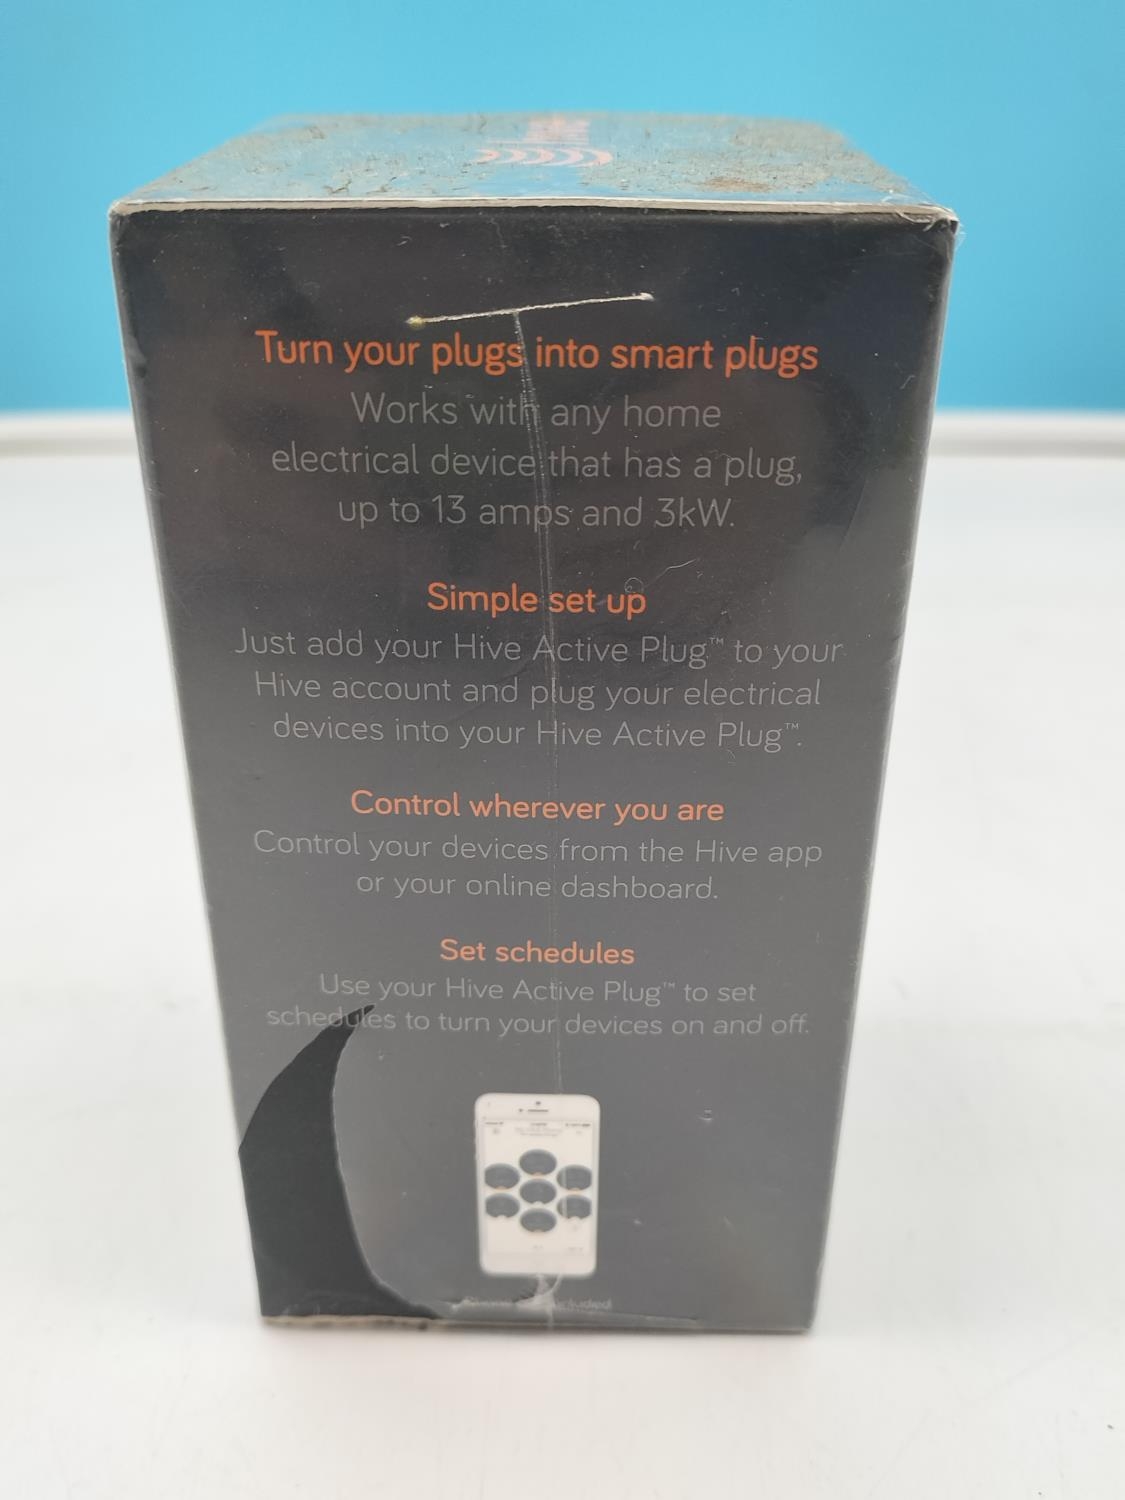 Turn your plugs into smart plugs
Works with any home
electrical device that has a plug,
up to 13 amps and 3kW.
Simple set up
Just add your Hive Active Plug™ to your
Hive account and plug your electrical
devices into your Hive Active Plug™.
Control wherever you are
Control your devices from the Hive app
or your online dashboard.
Set schedules
Use your Hive Active Plug™ to set
schedules to turn your devices on and off.